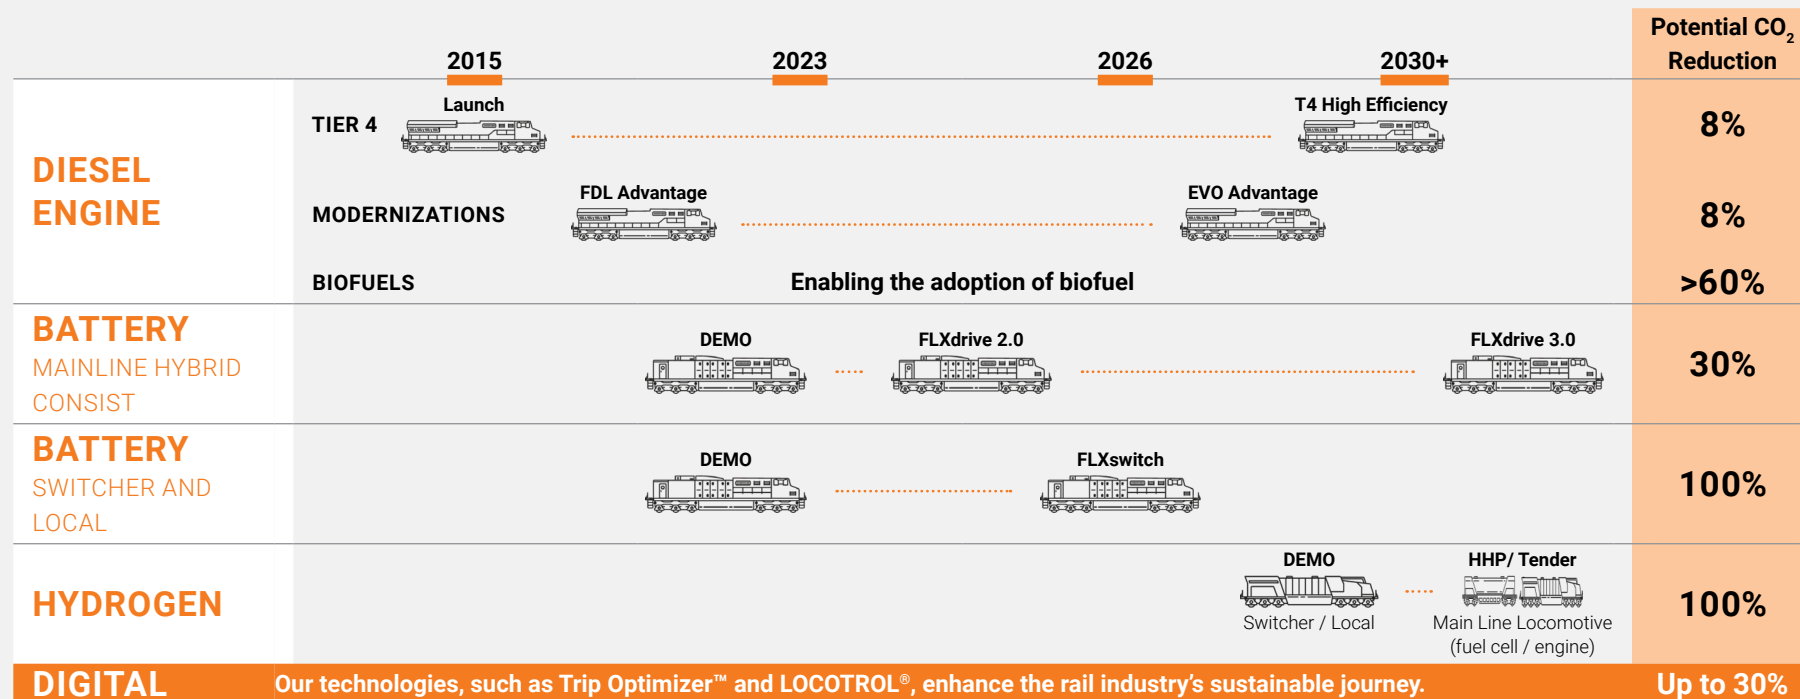 Potential CO₂
Reduction
2015 2023 2026 2030+
DIESEL
ENGINE
TIER 4 Launch T4 High Efficiency 8%
MODERNIZATIONS FDL Advantage EVO Advantage 8%
BIOFUELS Enabling the adoption of biofuel >60%
BATTERY
MAINLINE HYBRID
CONSIST
DEMO FLXdrive 2.0 FLXdrive 3.0 30%
BATTERY
SWITCHER AND
LOCAL
DEMO FLXswitch 100%
HYDROGEN
DEMO HHP/ Tender
Switcher / Local Main Line Locomotive
(fuel cell / engine)
100%
DIGITAL Our technologies, such as Trip Optimizer™ and LOCOTROL®, enhance the rail industry’s sustainable journey. Up to 30%